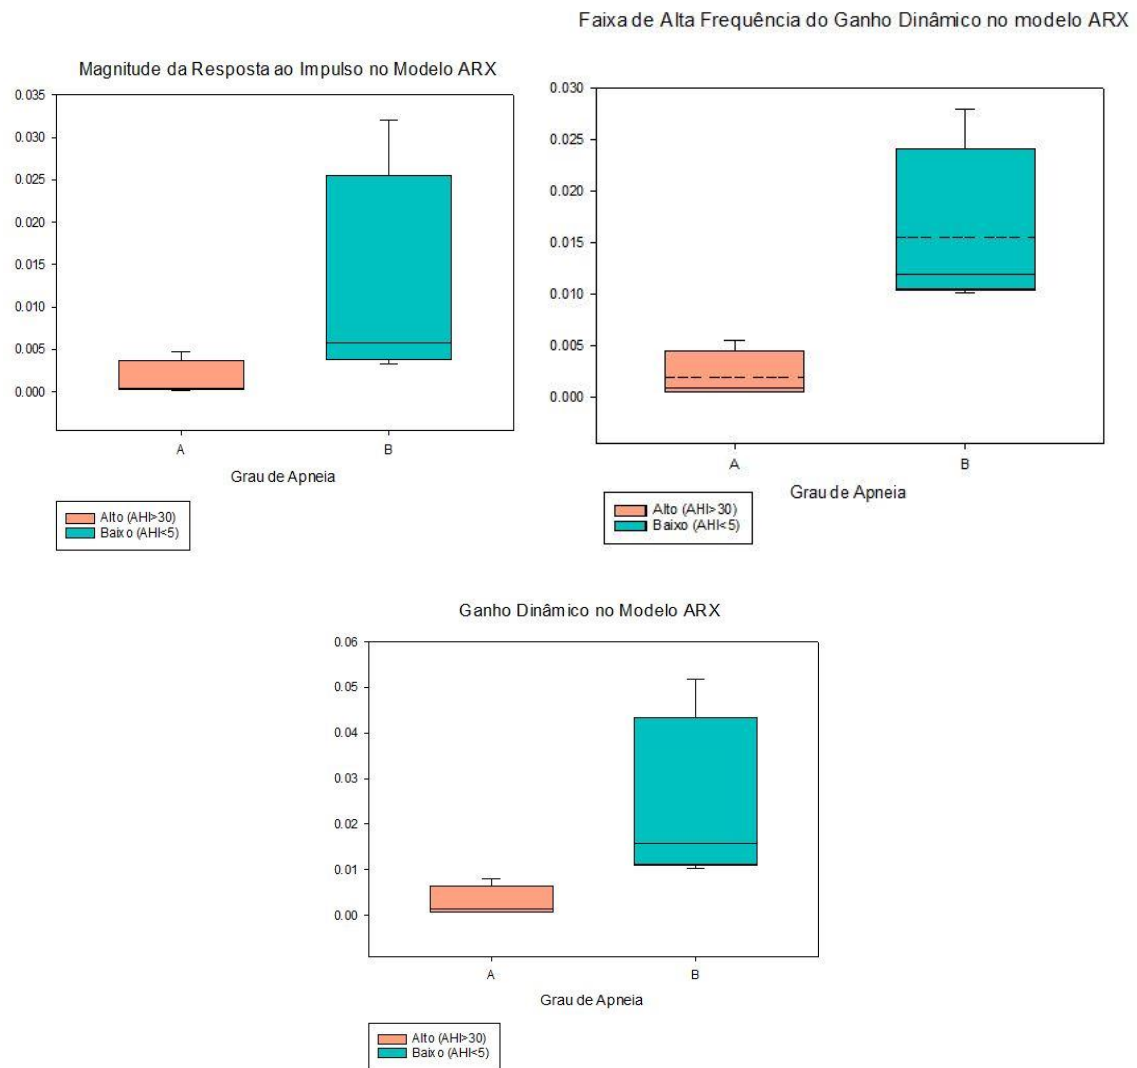 Faixa de Alta Frequência do Ganho Dinâmico no modelo ARX
Magnitude da Resposta ao Impulso no Modelo ARX
0.035
0.030
0.025
0.020
0.015
0.010
0.005
0.000
A
B
Grau de Apneia
Alto (AHI>30)
Baixo (AHI<5)
0.030
0.025
0.020
0.015
0.010
0.005
0.000
A
B
Grau de Apneia
Alto (AHI>30)
Baixo (AHI<5)
Ganho Dinâmico no Modelo ARX
0.06
0.05
0.04
0.03
0.02
0.01
0.00
A
B
Grau de Apneia
Alto (AHI>30)
Baixo (AHI<5)